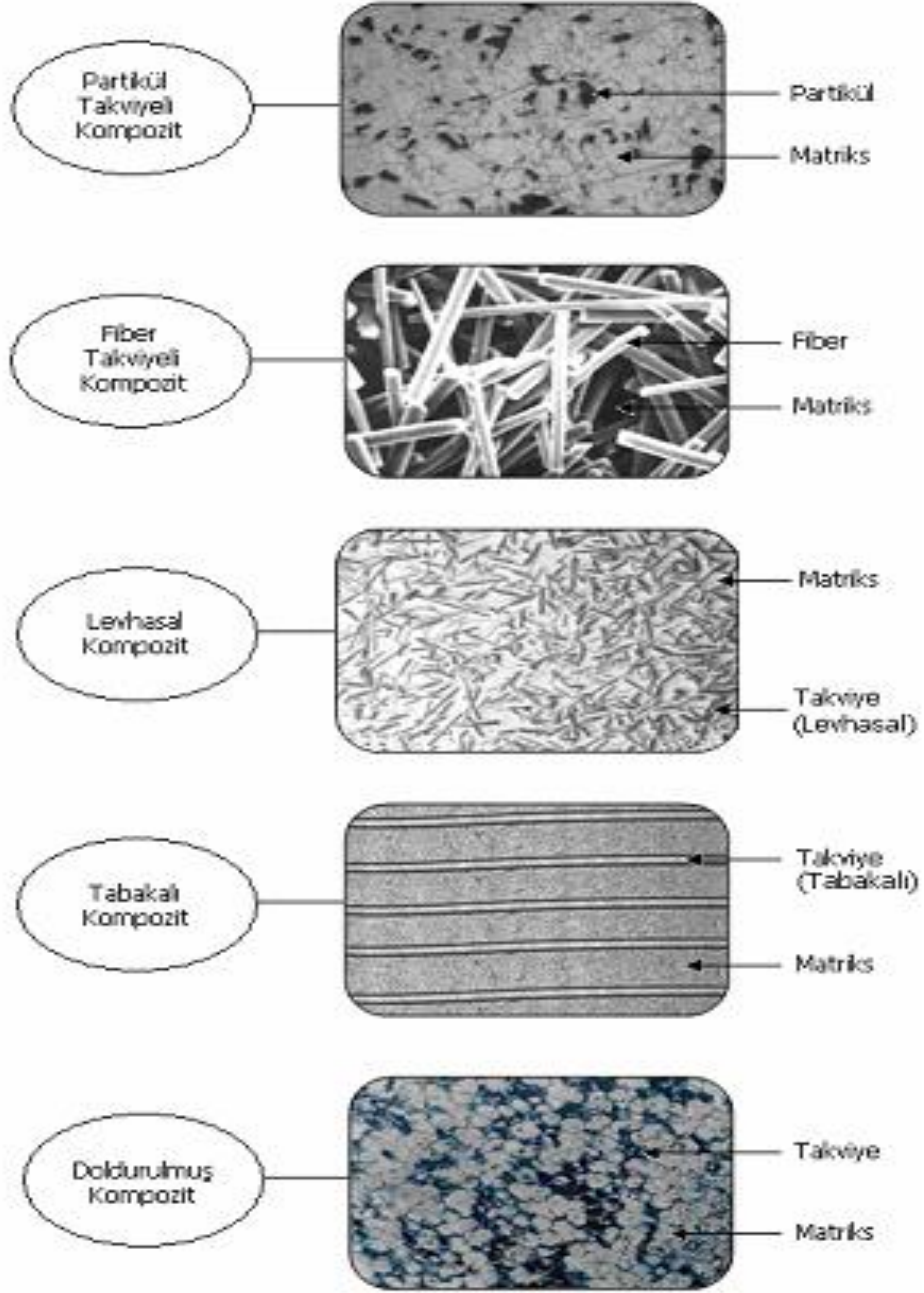 Partikül
Takviyeli
Kompozit
Partikül
Matriks
Fiber
Takviyeli
Kompozit
Fiber
Matriks
Levhasal
Kompozit
Matriks
Takviye
(Levhasal)
Tabakalı
Kompozit
Takviye
(Tabakalı)
Matriks
Doldurulmuş
Kompozit
Takviye
Matriks